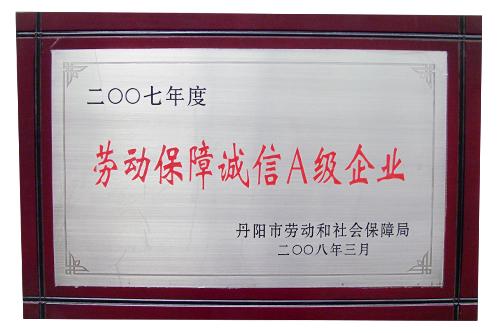 二〇〇七年度
劳动保障诚信A级企业
丹阳市劳动和社会保障局
二〇〇八年三月